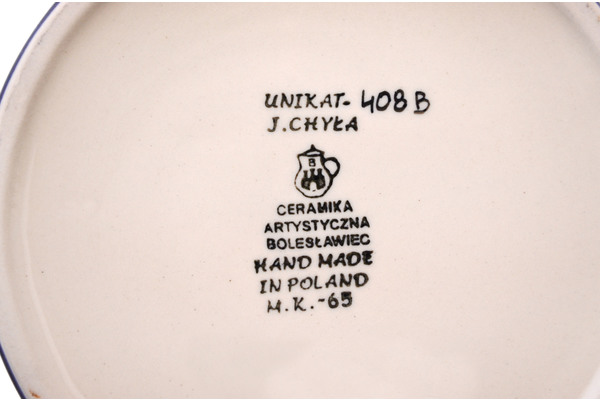 UNIKAT- 408 B
J. CHYŁA
B
CERAMIKA
ARTYSTYCZNA
BOLESŁAWIEC
HAND MADE
IN POLAND
M.K.-65